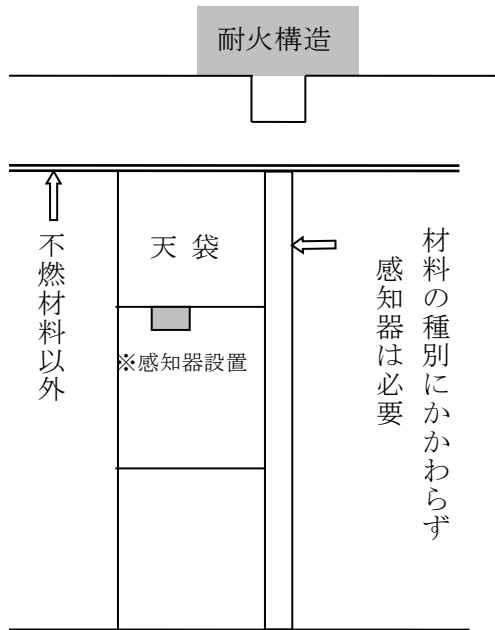 耐火構造
天袋
※感知器設置
不燃材料以外
材料の種別にかかわらず
感知器は必要